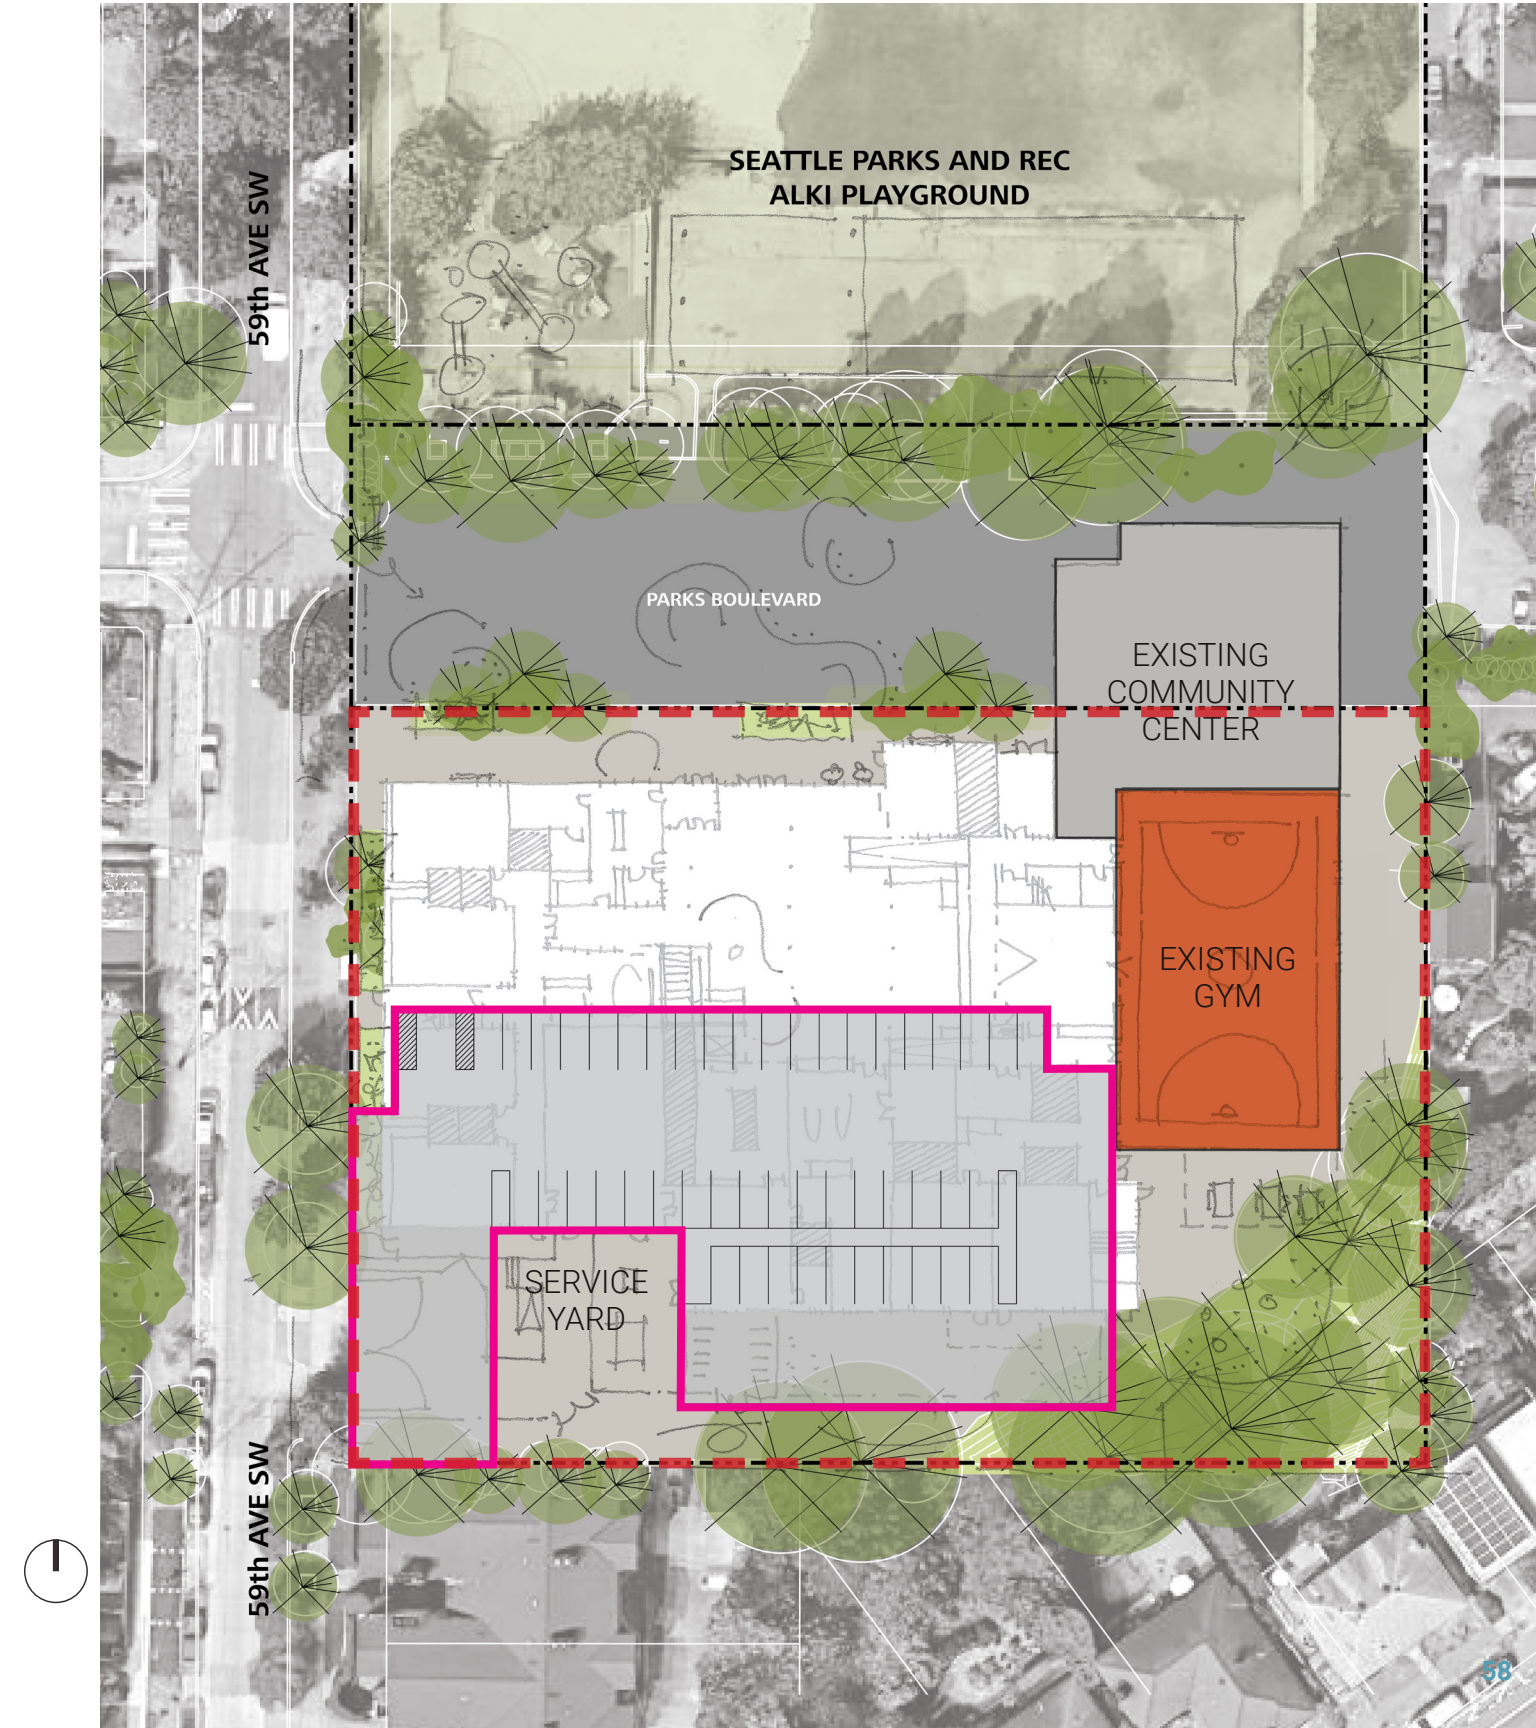 SEATTLE PARKS AND REC
ALKI PLAYGROUND
59th AVE SW
PARKS BOULEVARD
EXISTING
COMMUNITY
CENTER
EXISTING
GYM
SERVICE
YARD
59th AVE SW
58